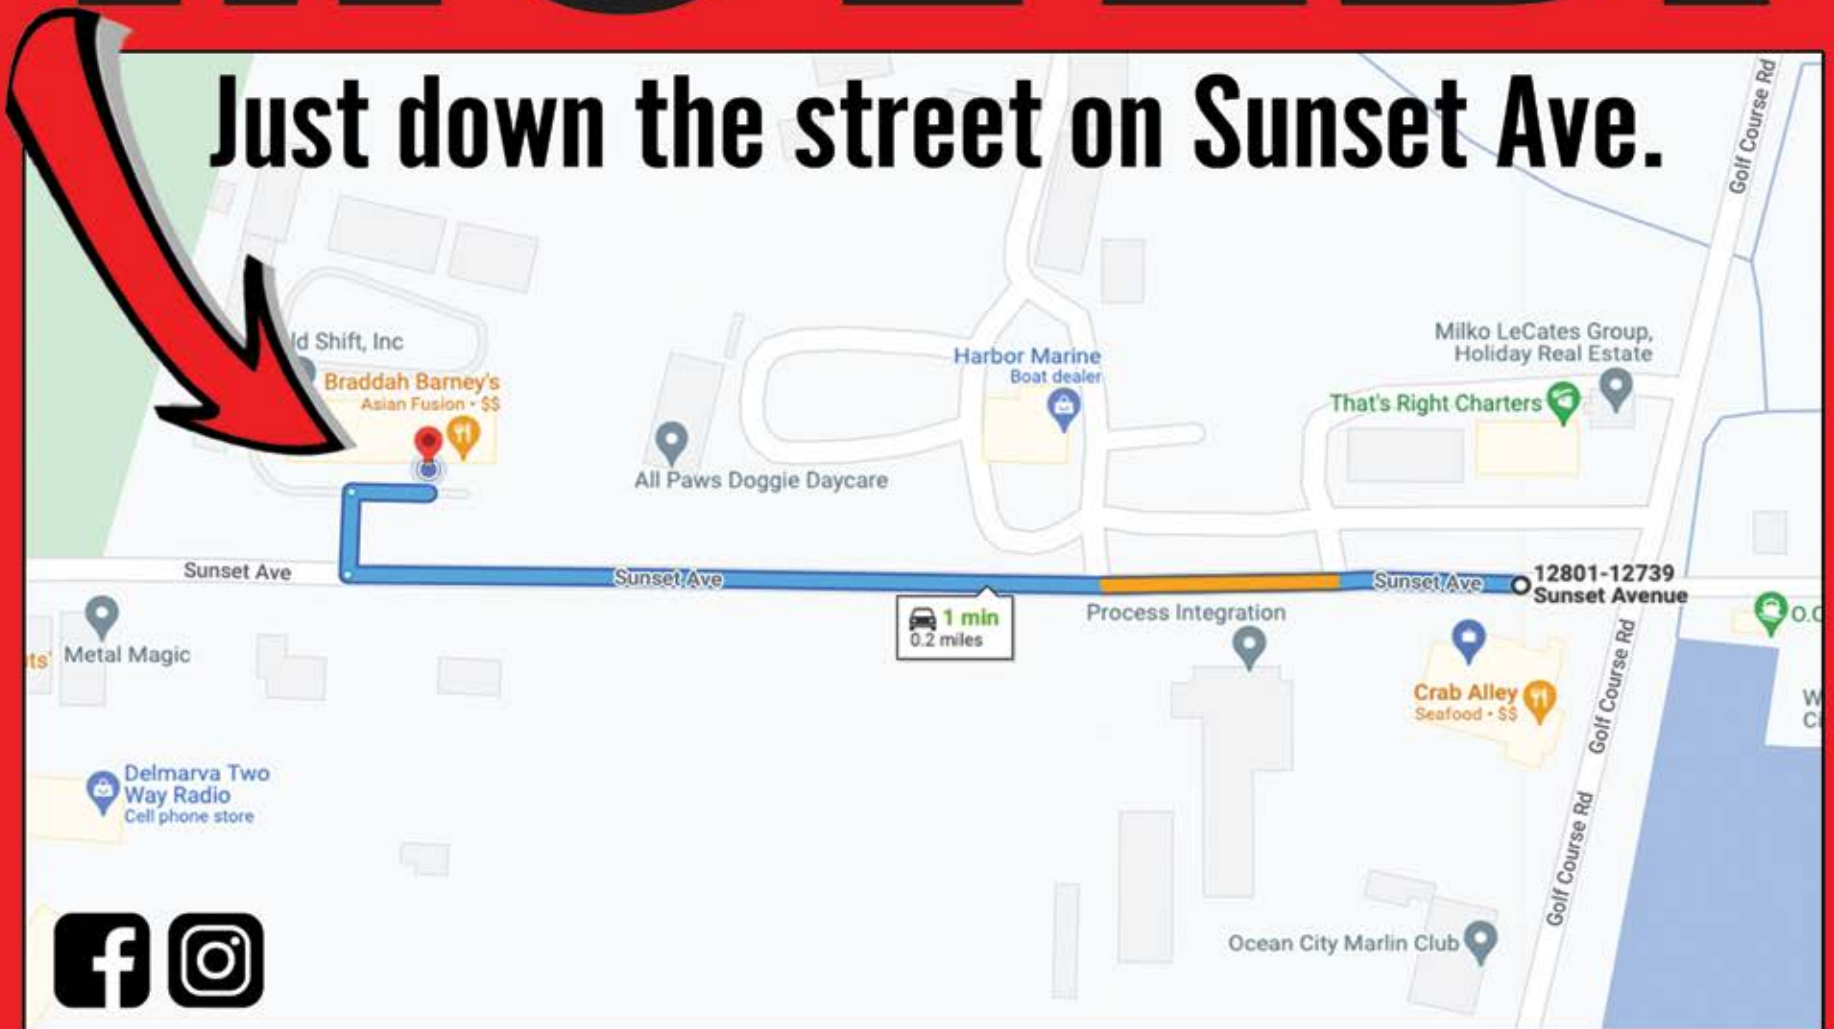 Just down the street on Sunset Ave.
Golf Course Rd
ld Shift, Inc
Braddah Barney's
Asian Fusion · $$
All Paws Doggie Daycare
Harbor Marine
Boat dealer
Milko LeCates Group,
Holiday Real Estate
That's Right Charters
Sunset Ave
Sunset Ave
Sunset Ave
12801-12739
Sunset Avenue
1 min
0.2 miles
Process Integration
Metal Magic
Crab Alley
Seafood · $$
Golf Course Rd
Golf Course Rd
Delmarva Two
Way Radio
Cell phone store
Ocean City Marlin Club